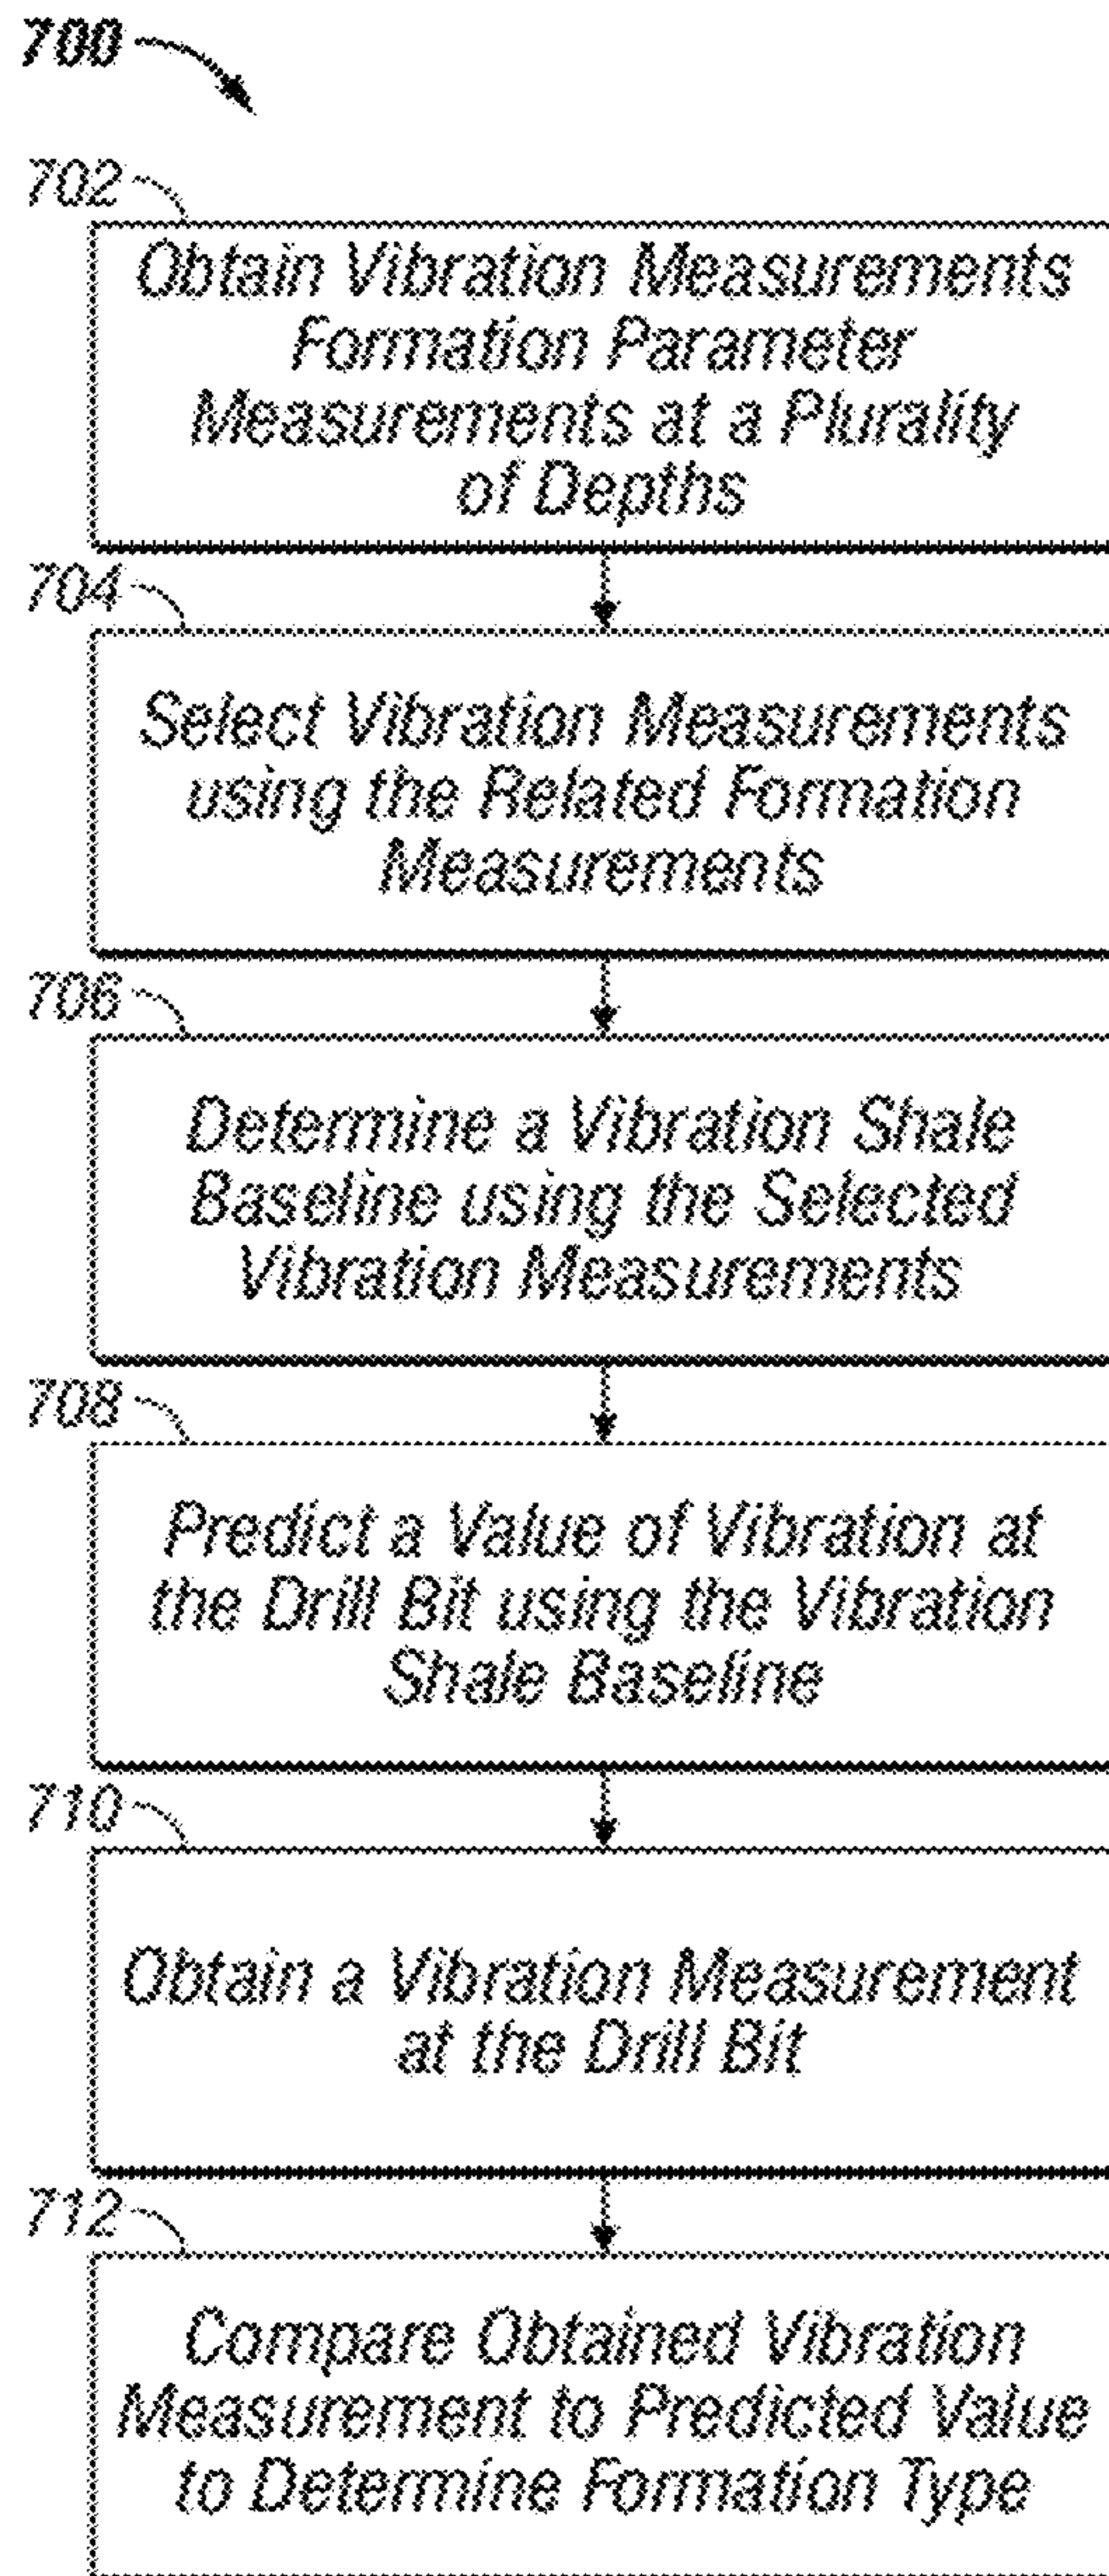 700
702
Obtain Vibration Measurements
Formation Parameter
Measurements at a Plurality
of Depths
704
Select Vibration Measurements
using the Related Formation
Measurements
706
Determine a Vibration Shale
Baseline using the Selected
Vibration Measurements
708
Predict a Value of Vibration at
the Drill Bit using the Vibration
Shale Baseline
710
Obtain a Vibration Measurement
at the Drill Bit
712
Compare Obtained Vibration
Measurement to Predicted Value
to Determine Formation Type